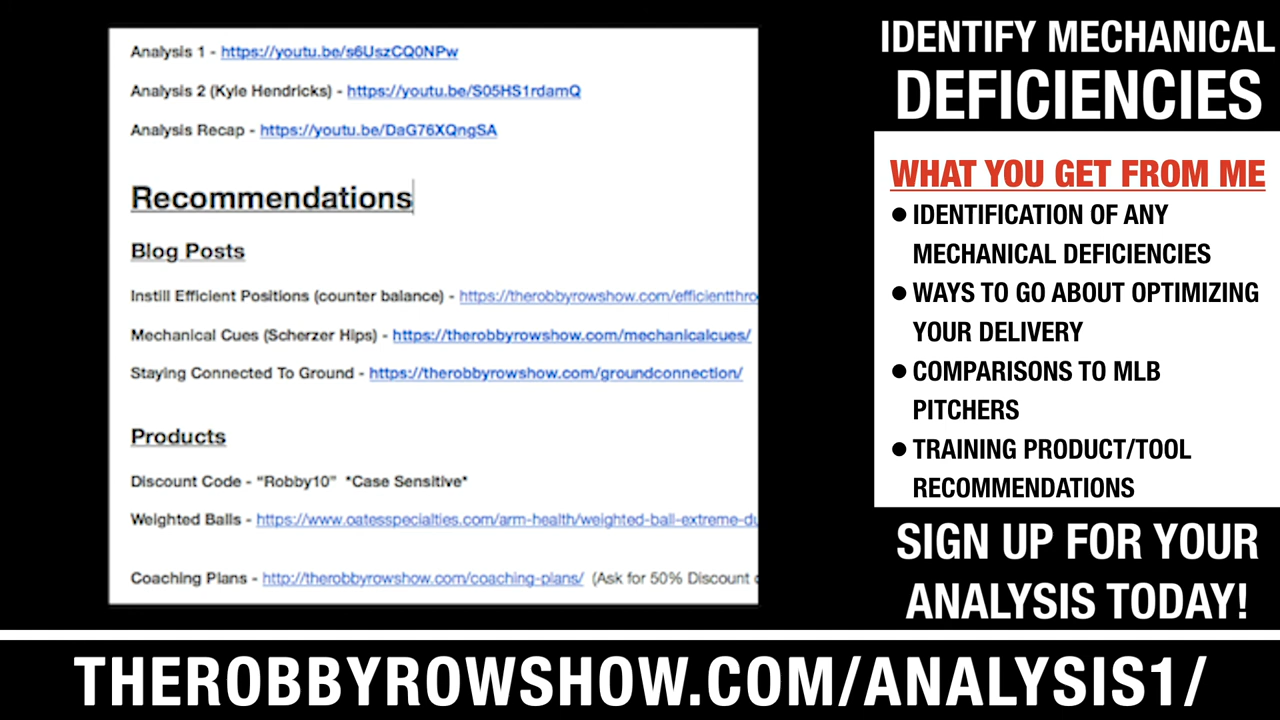 Analysis 1 - https://youtu.be/s6UszCQ0NPw
Analysis 2 (Kyle Hendricks) - https://youtu.be/S05HS1rdamQ
Analysis Recap - https://youtu.be/DaG76XQngSA
Recommendations
Blog Posts
Instill Efficient Positions (counter balance) - https://therobbyrowshow.com/efficientthro
Mechanical Cues (Scherzer Hips) - https://therobbyrowshow.com/mechanicalcues/
Staying Connected To Ground - https://therobbyrowshow.com/groundconnection/
Products
Discount Code - “Robby10” *Case Sensitive*
Weighted Balls - https://www.oatesspecialties.com/arm-health/weighted-ball-extreme-du
Coaching Plans - http://therobbyrowshow.com/coaching-plans/ (Ask for 50% Discount
IDENTIFY MECHANICAL
DEFICIENCIES
WHAT YOU GET FROM ME
● IDENTIFICATION OF ANY
MECHANICAL DEFICIENCIES
● WAYS TO GO ABOUT OPTIMIZING
YOUR DELIVERY
● COMPARISONS TO MLB
PITCHERS
● TRAINING PRODUCT/TOOL
RECOMMENDATIONS
SIGN UP FOR YOUR
ANALYSIS TODAY!
THEROBBYROWSHOW.COM/ANALYSIS1/